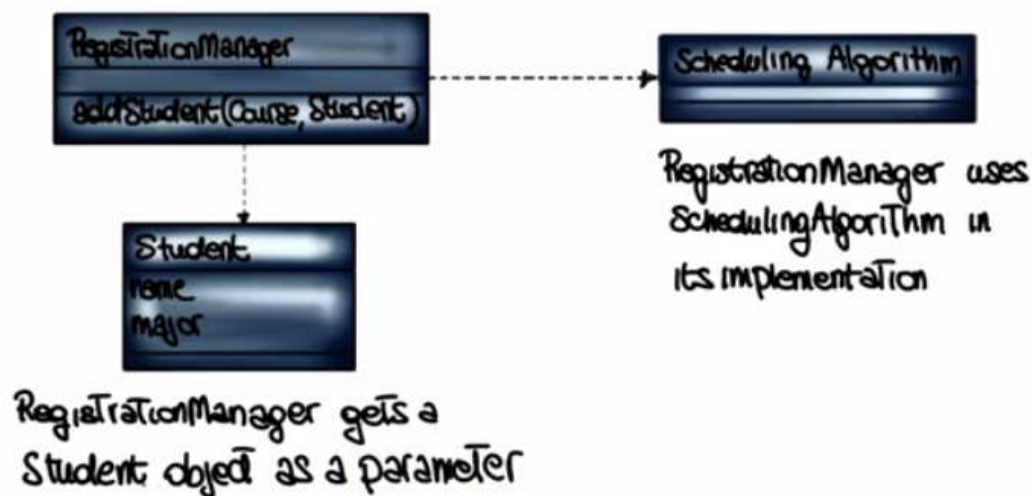 RegistrationManager
addStudent(Course, Student)
Scheduling Algorithm
RegistrationManager uses
SchedulingAlgorithm in
its implementation
Student
name
major
RegistrationManager gets a
Student object as a parameter